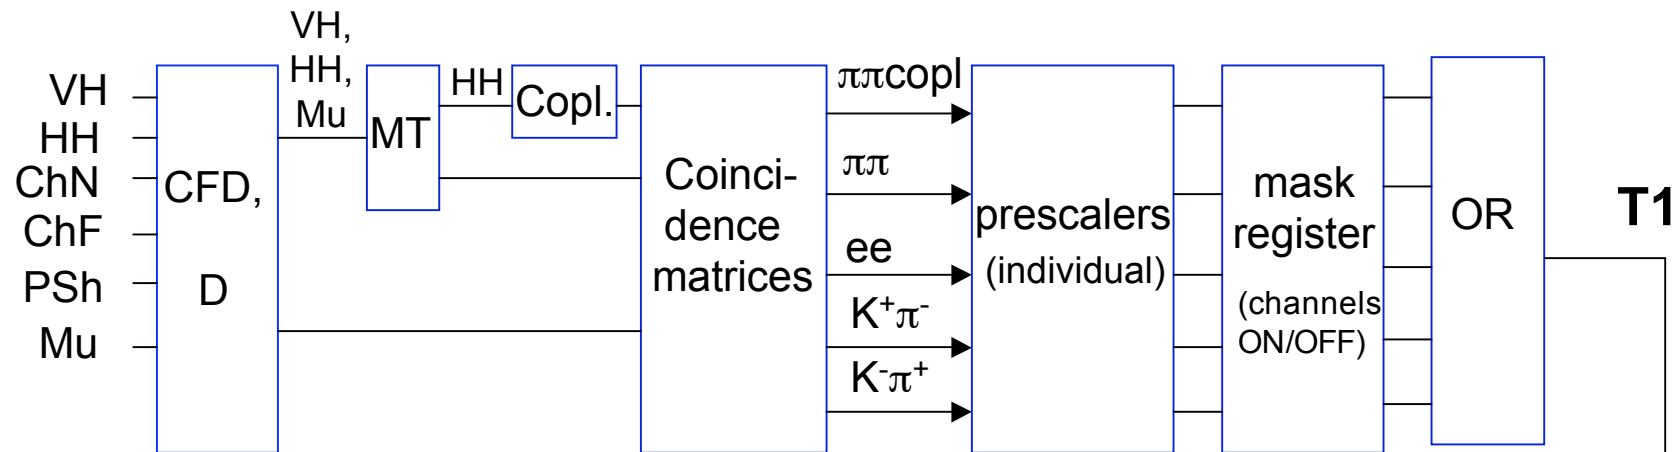 VH
HH
ChN
ChF
PSh
Mu
CFD,
D
VH,
HH,
Mu
MT
HH
Copl.
Coinci-
dence
matrices
ππcopl
ππ
ee
K⁺π⁻
K⁻π⁺
prescalers
(individual)
mask
register
(channels
ON/OFF)
OR
T1